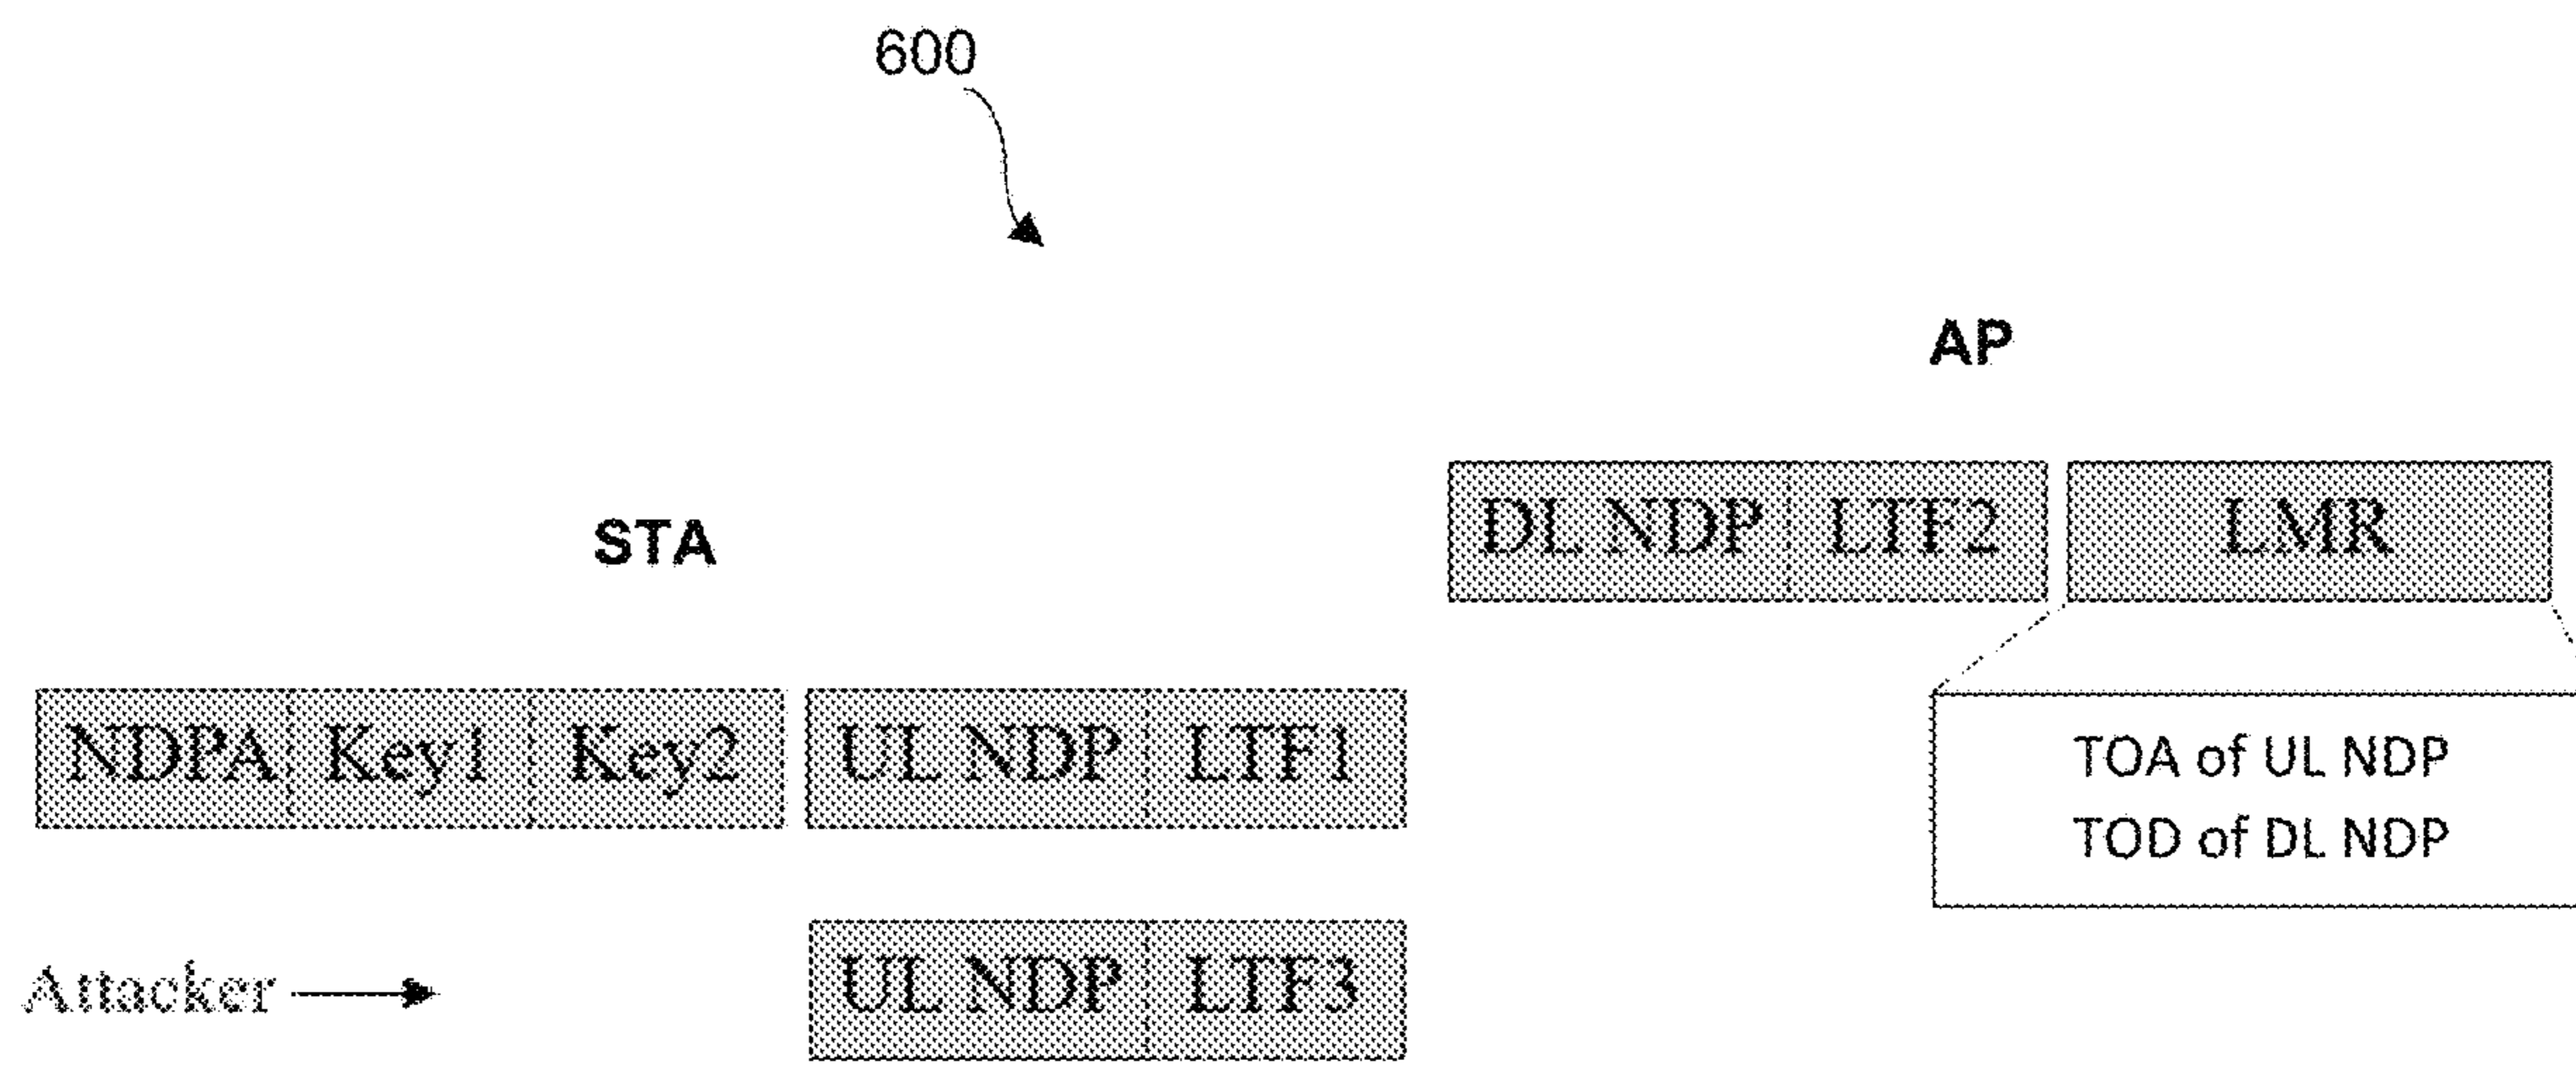 600
AP
DL NDP LTF2 LMR
STA
NDPA Key1 Key2 UL NDP LTF1
TOA of UL NDP
TOD of DL NDP
Attacker UL NDP LTF3